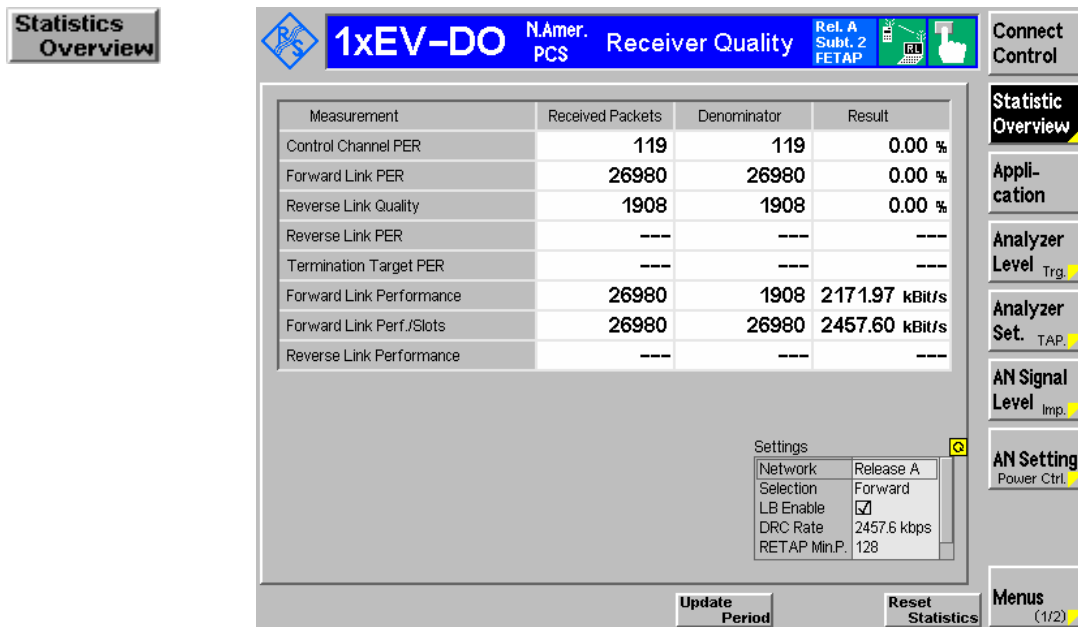 Statistics
Overview
R S
1xEV-DO
N.Amer.
PCS
Receiver Quality
Rel. A
Subt. 2
FETAP
RL
Measurement Received Packets Denominator Result
Control Channel PER 119 119 0.00 %
Forward Link PER 26980 26980 0.00 %
Reverse Link Quality 1908 1908 0.00 %
Reverse Link PER --- --- ---
Termination Target PER --- --- ---
Forward Link Performance 26980 1908 2171.97 kBit/s
Forward Link Perf./Slots 26980 26980 2457.60 kBit/s
Reverse Link Performance --- --- ---
Settings
Network Release A
Selection Forward
LB Enable
DRC Rate 2457.6 kbps
RETAP Min.P. 128
Update
Period
Reset
Statistics
Connect
Control
Statistic
Overview
Appli-
cation
Analyzer
Level Trg.
Analyzer
Set. TAP.
AN Signal
Level Imp.
AN Setting
Power Ctrl.
Menus
(1/2)